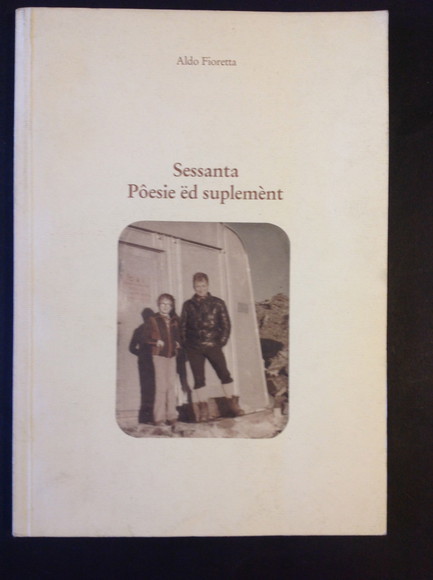 Aldo Fioretta
Sessanta
Pôesie ëd suplemènt